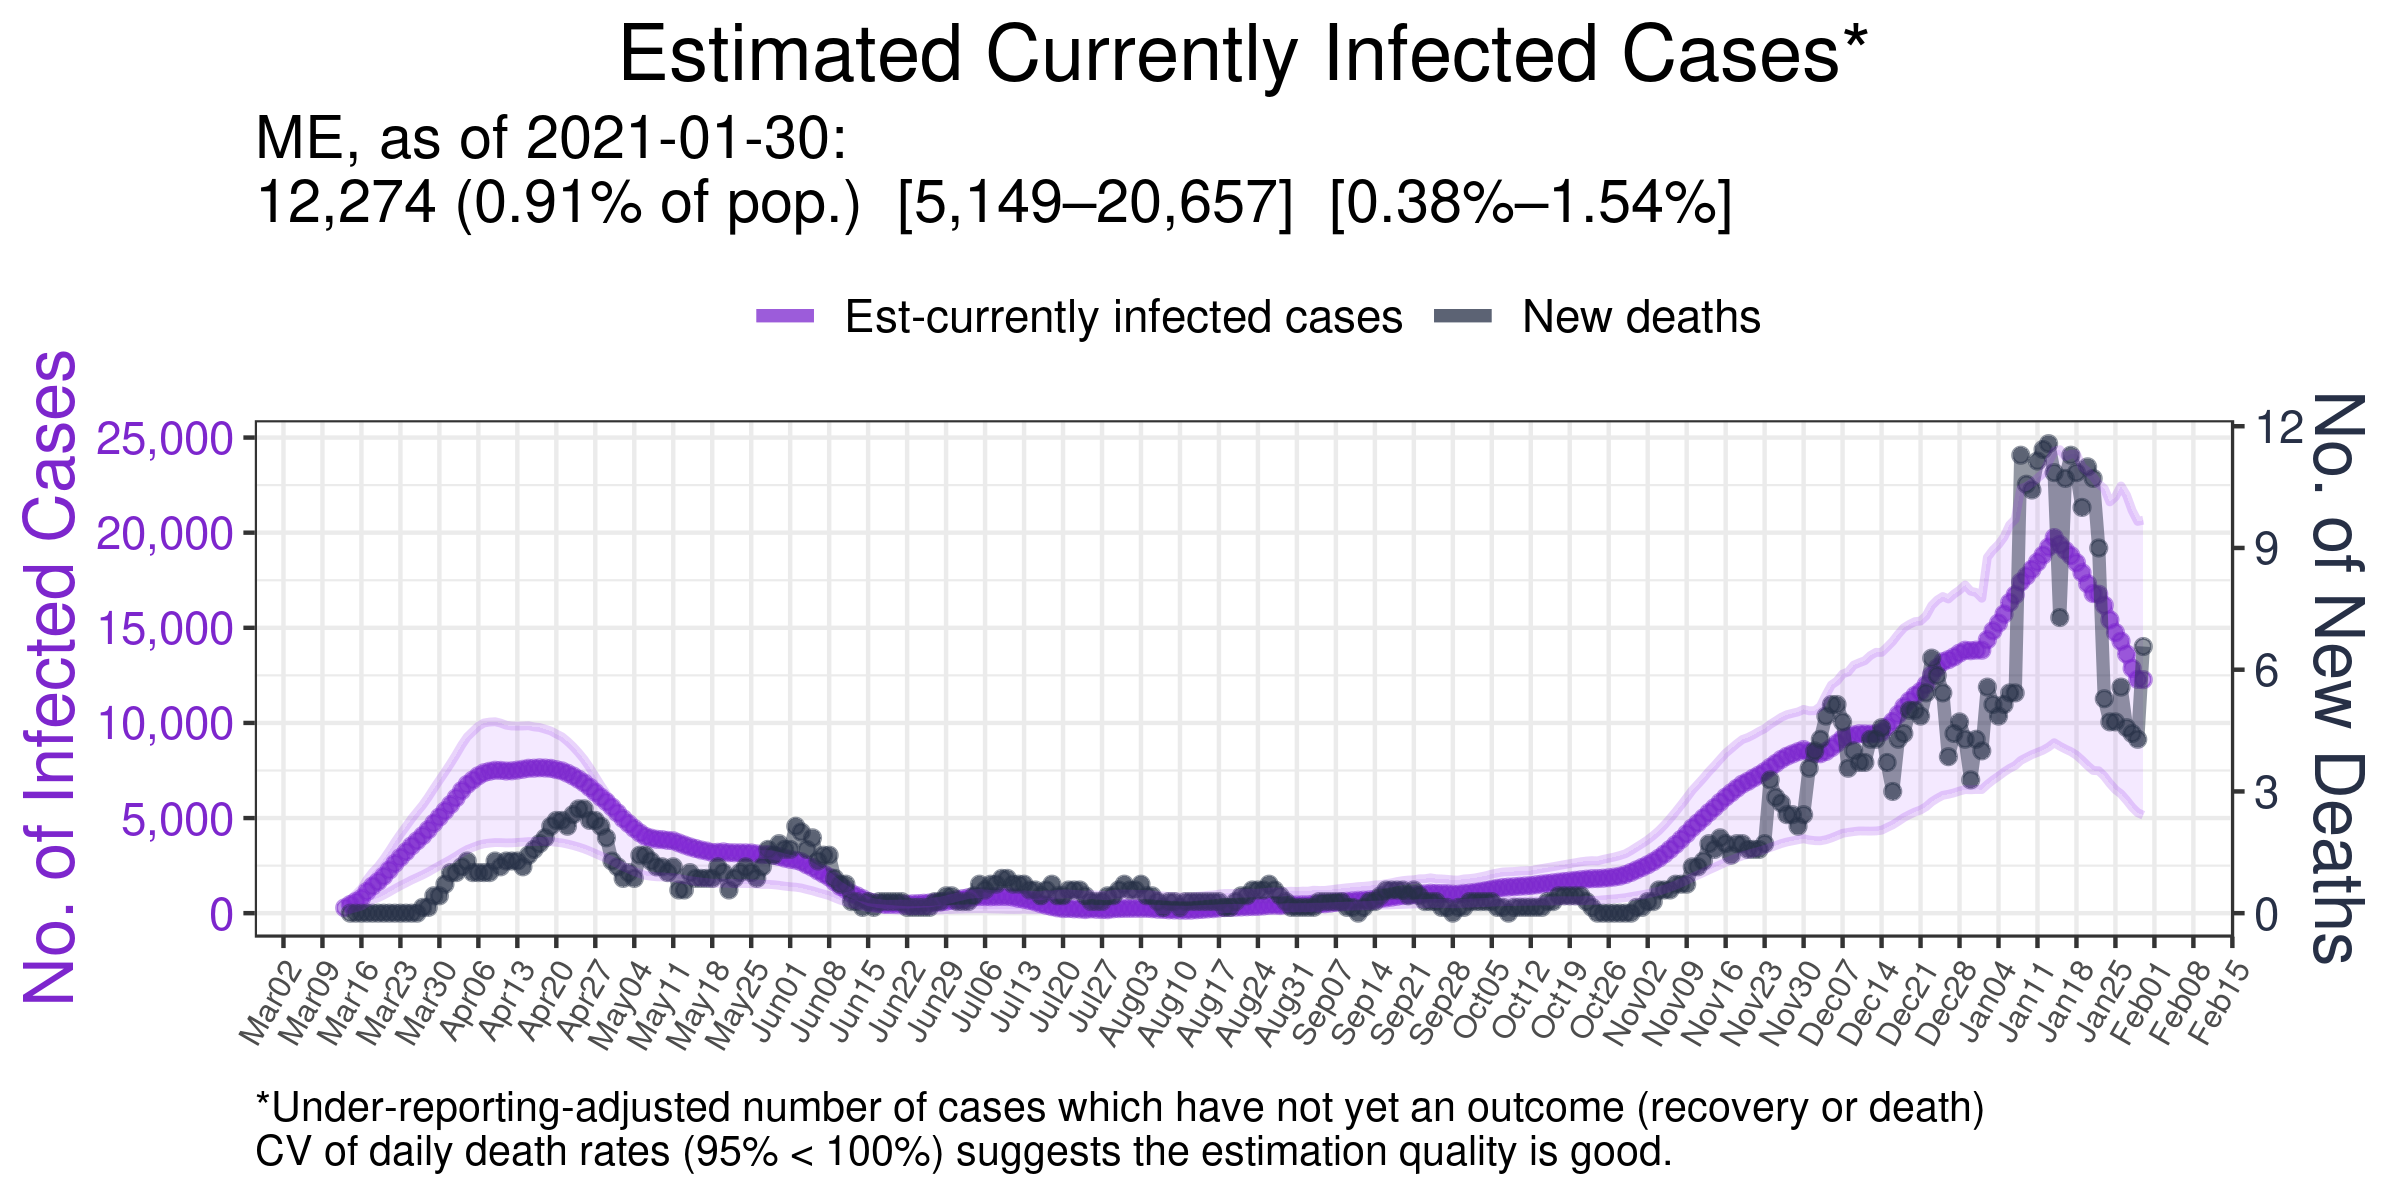 Estimated Currently Infected Cases*
ME, as of 2021-01-30:
12,274 (0.91% of pop.) [5,149–20,657] [0.38%–1.54%]
Est-currently infected cases New deaths
No. of Infected Cases
25,000
20,000
15,000
10,000
5,000
0
12
9
6
3
0
No. of New Deaths
Mar02 Mar09 Mar16 Mar23 Mar30 Apr06 Apr13 Apr20 Apr27 May04 May11 May18 May25 Jun01 Jun08 Jun15 Jun22 Jun29 Jul06 Jul13 Jul20 Jul27 Aug03 Aug10 Aug17 Aug24 Aug31 Sep07 Sep14 Sep21 Sep28 Oct05 Oct12 Oct19 Oct26 Nov02 Nov09 Nov16 Nov23 Nov30 Dec07 Dec14 Dec21 Dec28 Jan04 Jan11 Jan18 Jan25 Feb01 Feb08 Feb15
*Under-reporting-adjusted number of cases which have not yet an outcome (recovery or death)
CV of daily death rates (95% < 100%) suggests the estimation quality is good.